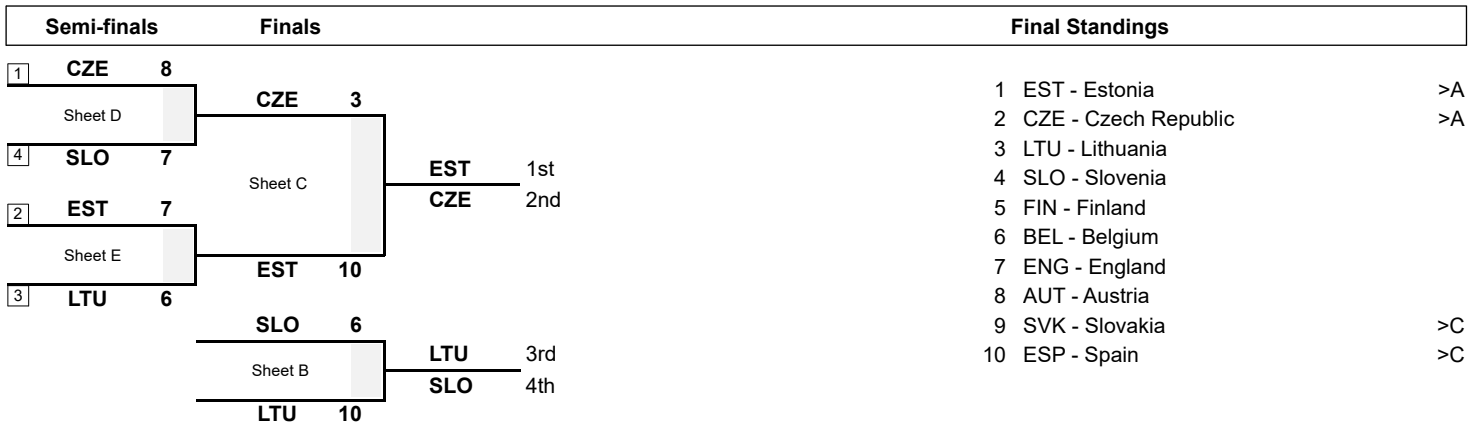 Semi-finals Finals Final Standings
1 CZE 8
Sheet D
4 SLO 7
2 EST 7
Sheet E
3 LTU 6
CZE 3
Sheet C
EST 10
EST 1st
CZE 2nd
SLO 6
Sheet B
LTU 10
LTU 3rd
SLO 4th
1 EST - Estonia >A
2 CZE - Czech Republic >A
3 LTU - Lithuania
4 SLO - Slovenia
5 FIN - Finland
6 BEL - Belgium
7 ENG - England
8 AUT - Austria
9 SVK - Slovakia >C
10 ESP - Spain >C